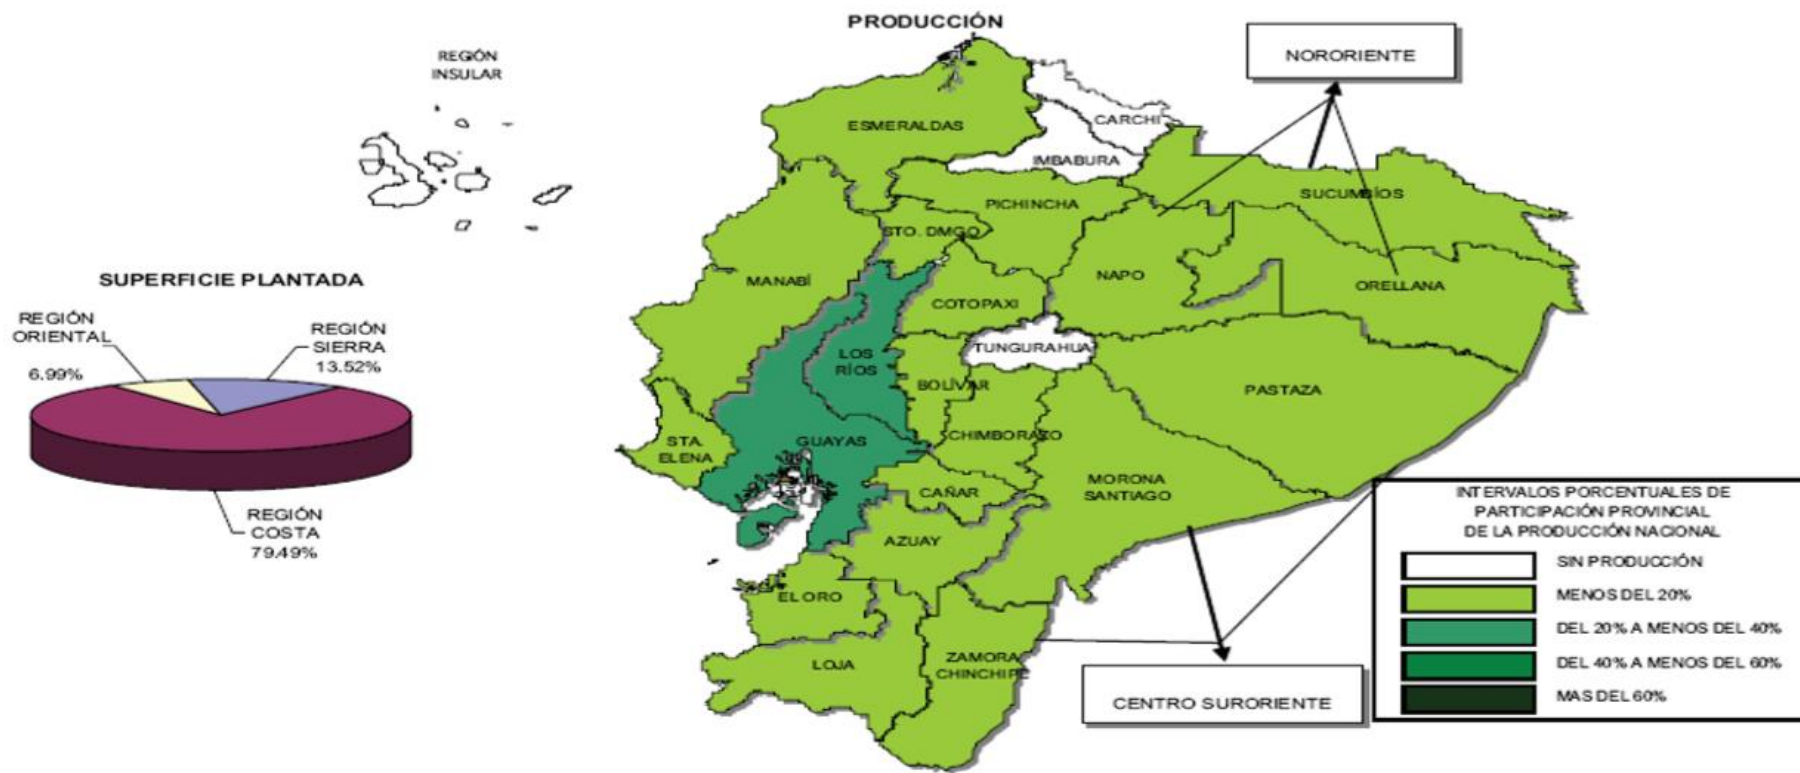 PRODUCCIÓN
REGIÓN
INSULAR
NORORIENTE
CARCHI
ESMERALDAS
IMBABURA
SUCUMBÍOS
PICHINCHA
STO. DMGO
MANABÍ
NAPO
ORELLANA
COTOPAXI
TUNGURAHUA
LOS
RÍOS
BOLÍVAR
PASTAZA
STA.
ELENA
GUAYAS
CHIMBORAZO
MORONA
SANTIAGO
CAÑAR
AZUAY
EL ORO
LOJA
ZAMORA
CHINCHIPE
CENTRO SURORIENTE
SUPERFICIE PLANTADA
REGIÓN
ORIENTAL
6.99%
REGIÓN
SIERRA
13.52%
REGIÓN
COSTA
79.49%
INTERVALOS PORCENTUALES DE
PARTICIPACIÓN PROVINCIAL
DE LA PRODUCCIÓN NACIONAL
SIN PRODUCCIÓN
MENOS DEL 20%
DEL 20% A MENOS DEL 40%
DEL 40% A MENOS DEL 60%
MAS DEL 60%